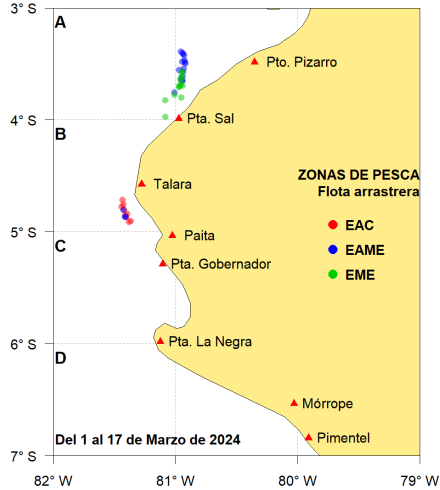 3° S
A
Pto. Pizarro
4° S
Pta. Sal
B
ZONAS DE PESCA
Flota arrastrera
Talara
EAC
5° S
Paita
C
EAME
Pta. Gobernador
EME
6° S
Pta. La Negra
D
Mórrope
Del 1 al 17 de Marzo de 2024
Pimentel
7° S
82° W
81° W
80° W
79° W